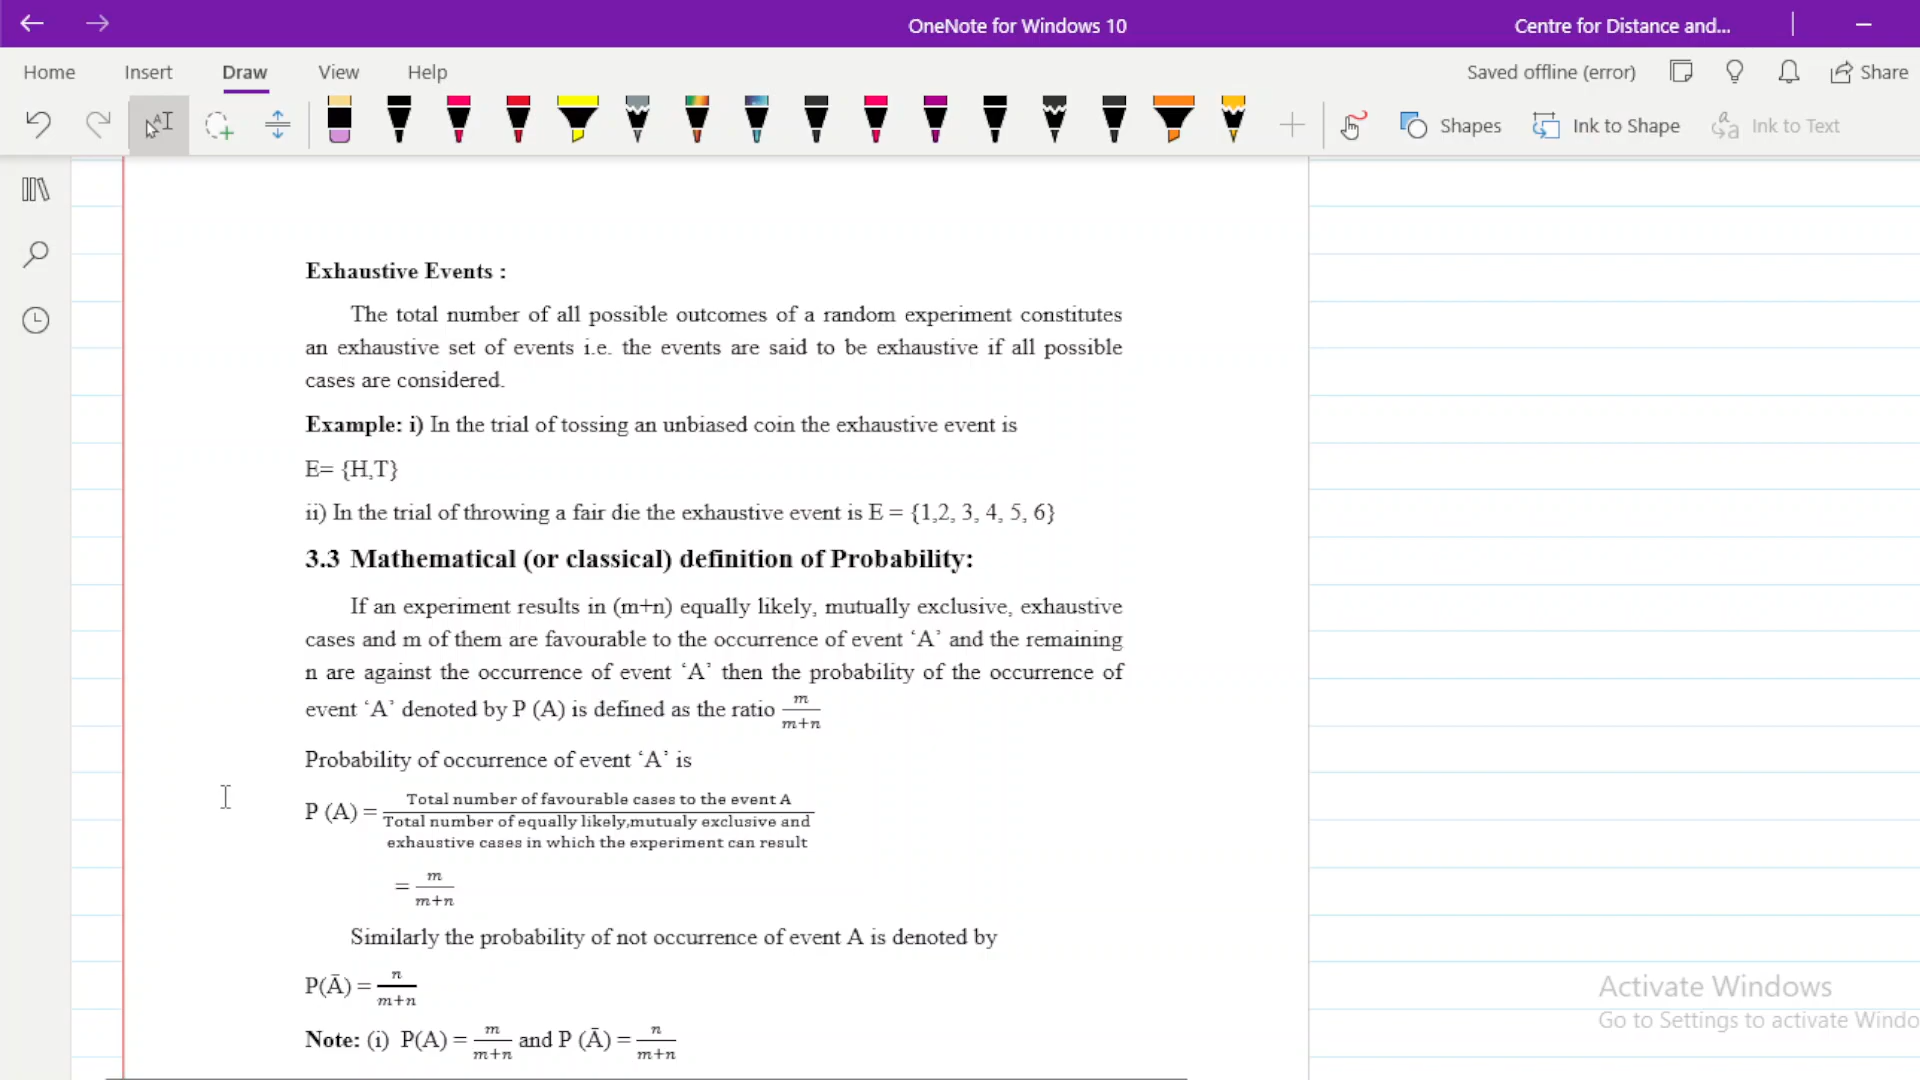 OneNote for Windows 10
Centre for Distance and...
Home Insert Draw View Help
Saved offline (error) Share
Shapes Ink to Shape Ink to Text
Exhaustive Events :
The total number of all possible outcomes of a random experiment constitutes
an exhaustive set of events i.e. the events are said to be exhaustive if all possible
cases are considered.
Example: i) In the trial of tossing an unbiased coin the exhaustive event is
E= {H,T}
ii) In the trial of throwing a fair die the exhaustive event is E = {1,2, 3, 4, 5, 6}
3.3 Mathematical (or classical) definition of Probability:
If an experiment results in (m+n) equally likely, mutually exclusive, exhaustive
cases and m of them are favourable to the occurrence of event ‘A’ and the remaining
n are against the occurrence of event ‘A’ then the probability of the occurrence of
event ‘A’ denoted by P (A) is defined as the ratio m/m+n
Probability of occurrence of event ‘A’ is
P (A) = Total number of favourable cases to the event A
Total number of equally likely,mutualy exclusive and
exhaustive cases in which the experiment can result
= m/m+n
Similarly the probability of not occurrence of event A is denoted by
P(Ā) = n/m+n
Note: (i) P(A) = m/m+n and P (Ā) = n/m+n
Activate Windows
Go to Settings to activate Windo